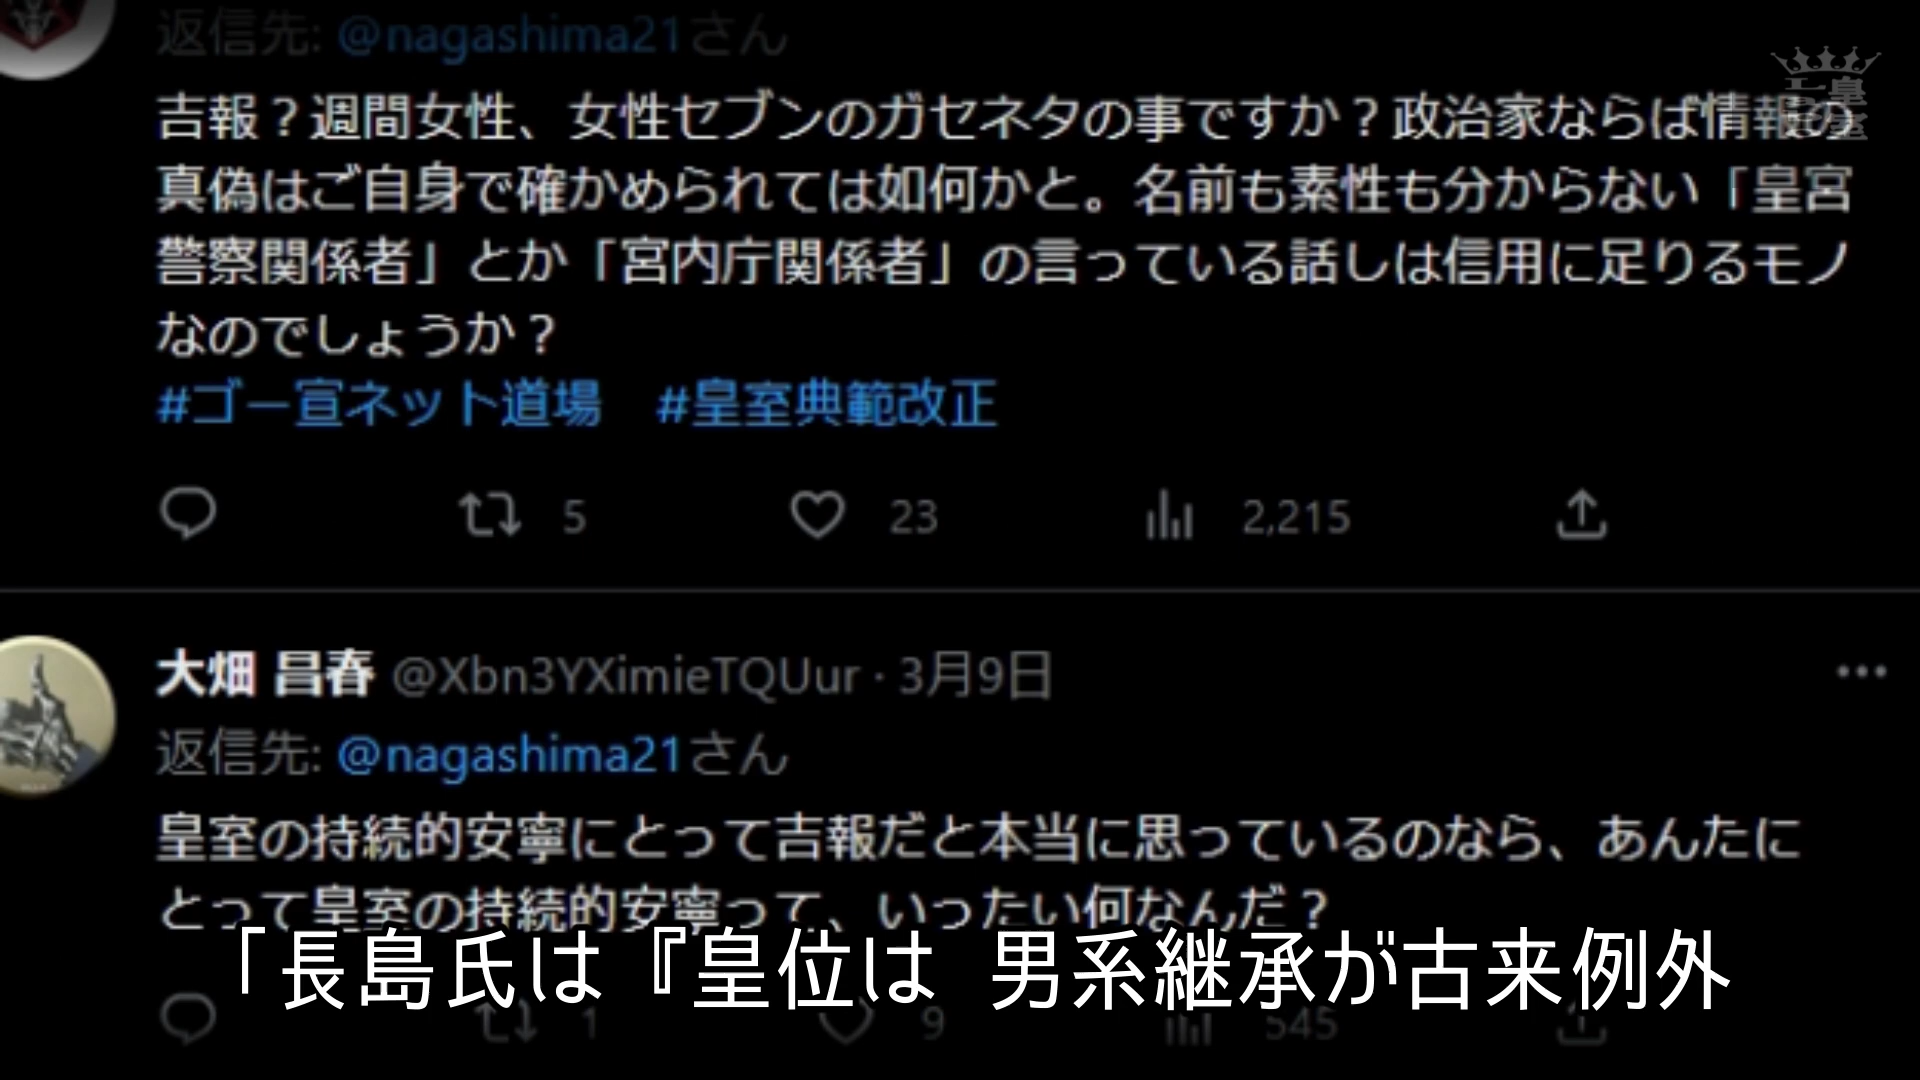 返信先: @nagashima21さん
吉報？週間女性、女性セブンのガセネタの事ですか？政治家ならば情報の
真偽はご自身で確かめられては如何かと。名前も素性も分からない「皇宮
警察関係者」とか「宮内庁関係者」の言っている話しは信用に足りるモノ
なのでしょうか？
#ゴー宣ネット道場　#皇室典範改正
5 23 2,215
大畑 昌春 @Xbn3YXimieTQUur · 3月9日
返信先: @nagashima21さん
皇室の持続的安寧にとって吉報だと本当に思っているのなら、あんたに
とって皇室の持続的安寧って、いったい何なんだ？
「長島氏は『皇位は 男系継承が古来例外
1 9 545